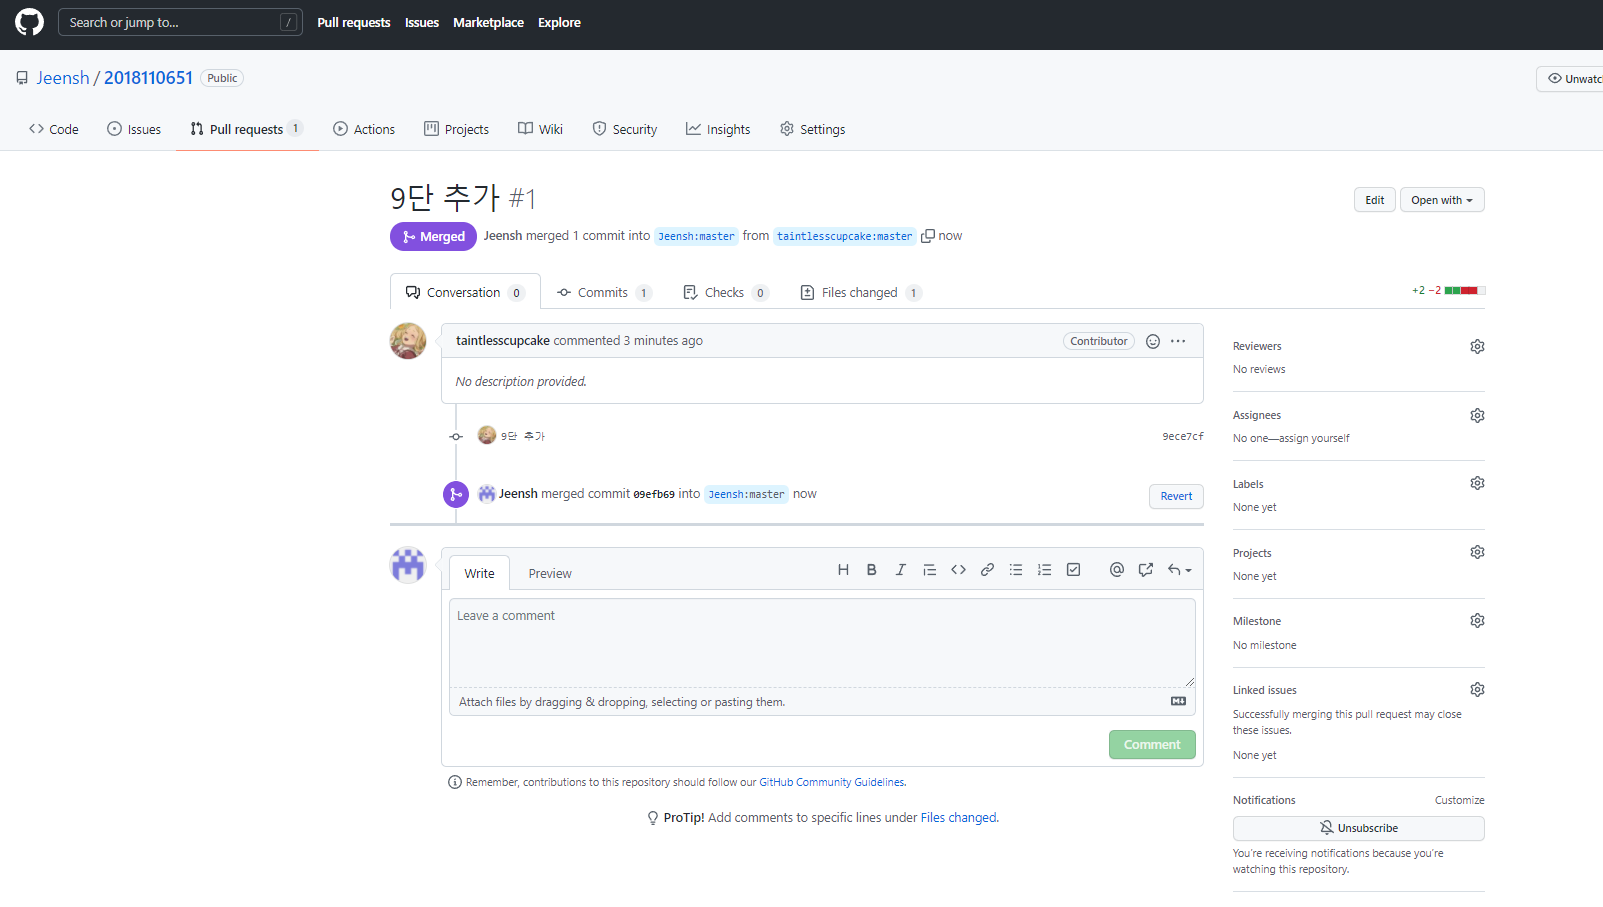 Search or jump to... / Pull requests Issues Marketplace Explore
Jeensh / 2018110651 Public Unwatc
Code Issues Pull requests 1 Actions Projects Wiki Security Insights Settings
9단 추가 #1 Edit Open with
Merged Jeensh merged 1 commit into Jeensh:master from taintlesscupcake:master now
Conversation 0 Commits 1 Checks 0 Files changed 1 +2 −2
taintlesscupcake commented 3 minutes ago Contributor ...
No description provided.
9단 추가 9ece7cf
Jeensh merged commit 09efb69 into Jeensh:master now Revert
Write Preview H B I @
Leave a comment
Attach files by dragging & dropping, selecting or pasting them.
Comment
Remember, contributions to this repository should follow our GitHub Community Guidelines.
ProTip! Add comments to specific lines under Files changed.
Reviewers
No reviews
Assignees
No one—assign yourself
Labels
None yet
Projects
None yet
Milestone
No milestone
Linked issues
Successfully merging this pull request may close
these issues.
None yet
Notifications Customize
Unsubscribe
You're receiving notifications because you're
watching this repository.